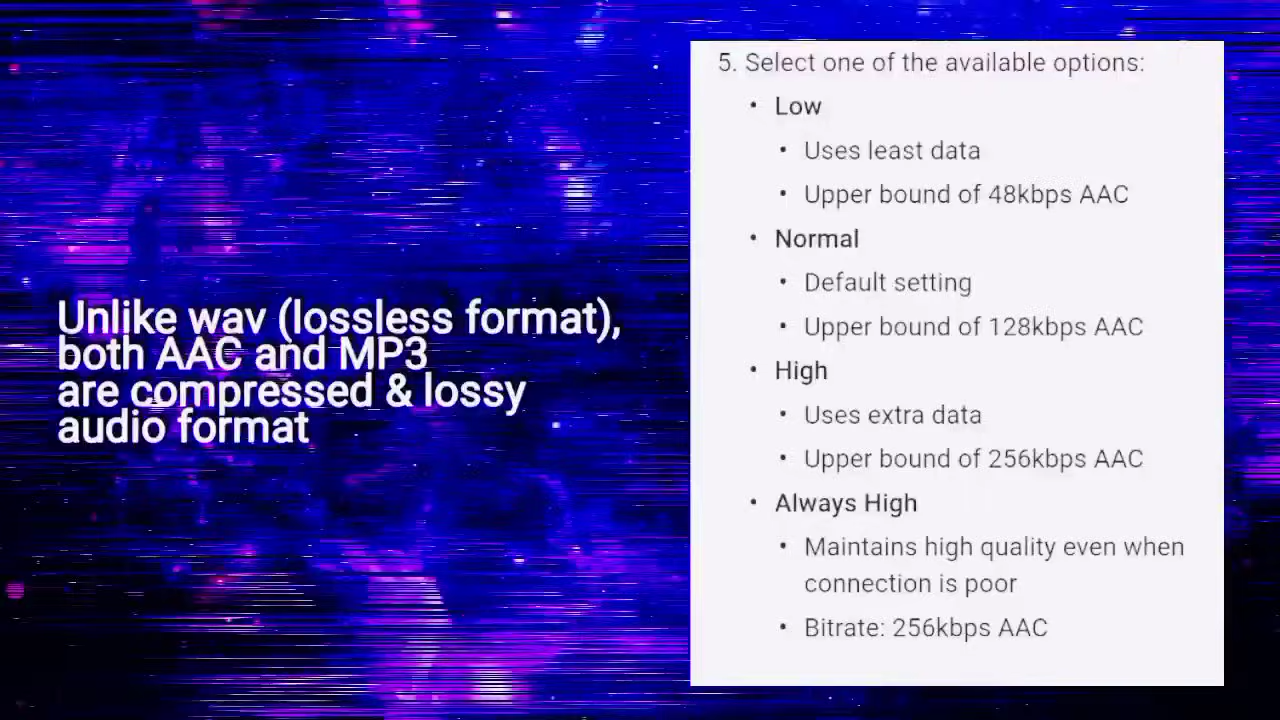 Unlike wav (lossless format),
both AAC and MP3
are compressed & lossy
audio format
5. Select one of the available options:
• Low
• Uses least data
• Upper bound of 48kbps AAC
• Normal
• Default setting
• Upper bound of 128kbps AAC
• High
• Uses extra data
• Upper bound of 256kbps AAC
• Always High
• Maintains high quality even when
connection is poor
• Bitrate: 256kbps AAC